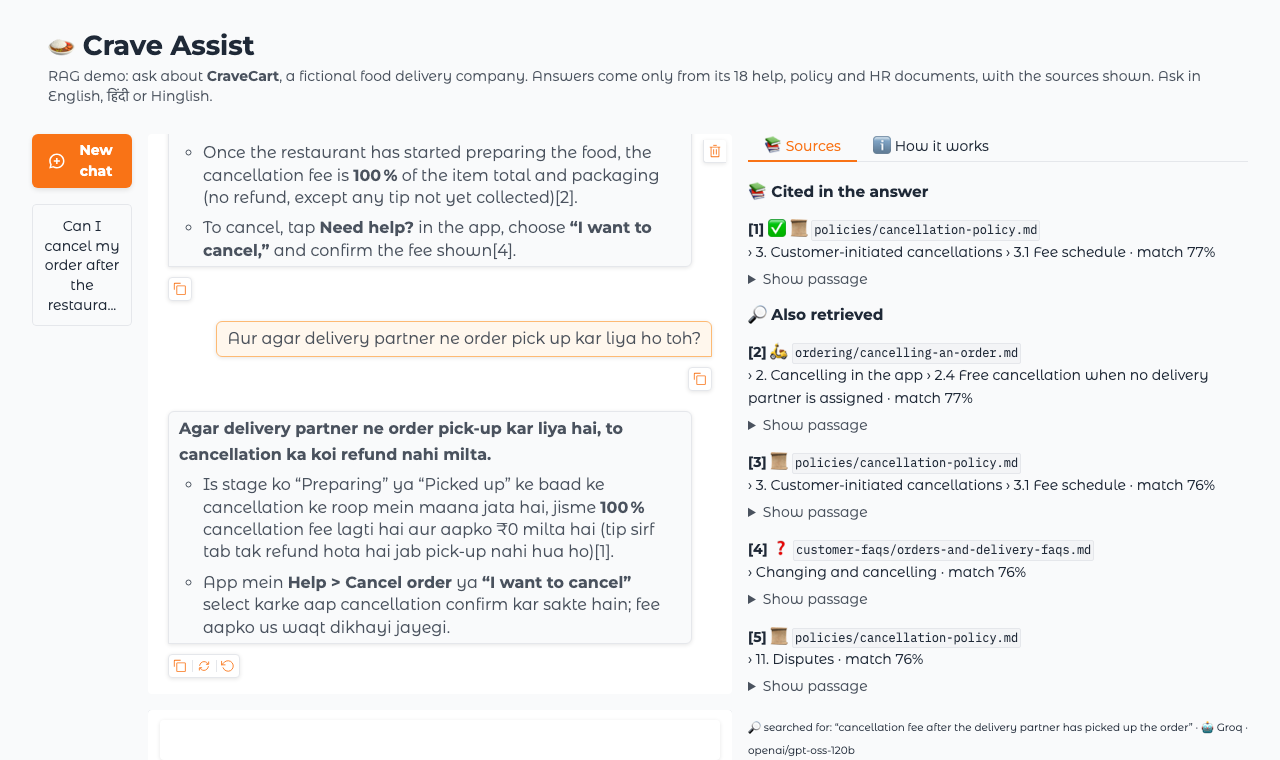 🍛 Crave Assist
RAG demo: ask about CraveCart, a fictional food delivery company. Answers come only from its 18 help, policy and HR documents, with the sources shown. Ask in
English, हिंदी or Hinglish.
New
chat
Can I
cancel my
order after
the
restaura...
Once the restaurant has started preparing the food, the
cancellation fee is 100 % of the item total and packaging
(no refund, except any tip not yet collected)[2].
To cancel, tap Need help? in the app, choose “I want to
cancel,” and confirm the fee shown[4].
Aur agar delivery partner ne order pick up kar liya ho toh?
Agar delivery partner ne order pick-up kar liya hai, to
cancellation ka koi refund nahi milta.
Is stage ko “Preparing” ya “Picked up” ke baad ke
cancellation ke roop mein maana jata hai, jisme 100 %
cancellation fee lagti hai aur aapko ₹0 milta hai (tip sirf
tab tak refund hota hai jab pick-up nahi hua ho)[1].
App mein Help > Cancel order ya “I want to cancel”
select karke aap cancellation confirm kar sakte hain; fee
aapko us waqt dikhayi jayegi.
📚 Sources
ℹ️ How it works
📚 Cited in the answer
[1] ✅ 📜 policies/cancellation-policy.md
› 3. Customer-initiated cancellations › 3.1 Fee schedule · match 77%
▶ Show passage
🔎 Also retrieved
[2] 🛵 ordering/cancelling-an-order.md
› 2. Cancelling in the app › 2.4 Free cancellation when no delivery
partner is assigned · match 77%
▶ Show passage
[3] 📜 policies/cancellation-policy.md
› 3. Customer-initiated cancellations › 3.1 Fee schedule · match 76%
▶ Show passage
[4] ❓ customer-faqs/orders-and-delivery-faqs.md
› Changing and cancelling · match 76%
▶ Show passage
[5] 📜 policies/cancellation-policy.md
› 11. Disputes · match 76%
▶ Show passage
🔎 searched for: “cancellation fee after the delivery partner has picked up the order” · 🤖 Groq ·
openai/gpt-oss-120b